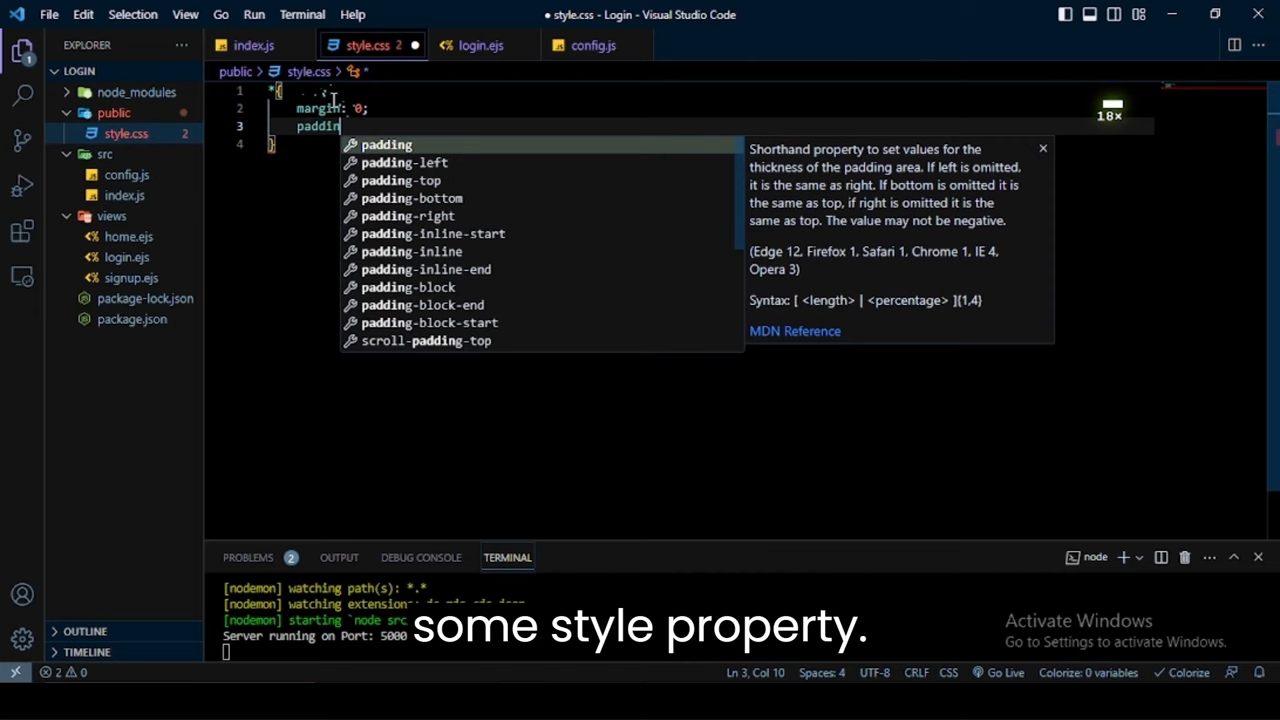 File Edit Selection View Go Run Terminal Help
● style.css - Login - Visual Studio Code
EXPLORER ···
index.js
style.css 2 ●
login.ejs
config.js
1
LOGIN
node_modules
public
style.css 2
src
config.js
index.js
views
home.ejs
login.ejs
signup.ejs
package-lock.json
package.json
OUTLINE
TIMELINE
public > style.css > *
1 *{
2 margin: 0;
3 paddin
4 }
18×
padding
padding-left
padding-top
padding-bottom
padding-right
padding-inline-start
padding-inline
padding-inline-end
padding-block
padding-block-end
padding-block-start
scroll-padding-top
Shorthand property to set values for the
thickness of the padding area. If left is omitted,
it is the same as right. If bottom is omitted it is
the same as top, if right is omitted it is the
same as top. The value may not be negative.
(Edge 12, Firefox 1, Safari 1, Chrome 1, IE 4,
Opera 3)
Syntax: [ <length> | <percentage> ]{1,4}
MDN Reference
PROBLEMS 2 OUTPUT DEBUG CONSOLE TERMINAL
node
[nodemon] watching path(s): *.*
[nodemon] watching extension
[nodemon] starting `node src
Server running on Port: 5000
some style property.
Activate Windows
Go to Settings to activate Windows.
2 0
Ln 3, Col 10 Spaces: 4 UTF-8 CRLF CSS Go Live Colorize: 0 variables Colorize